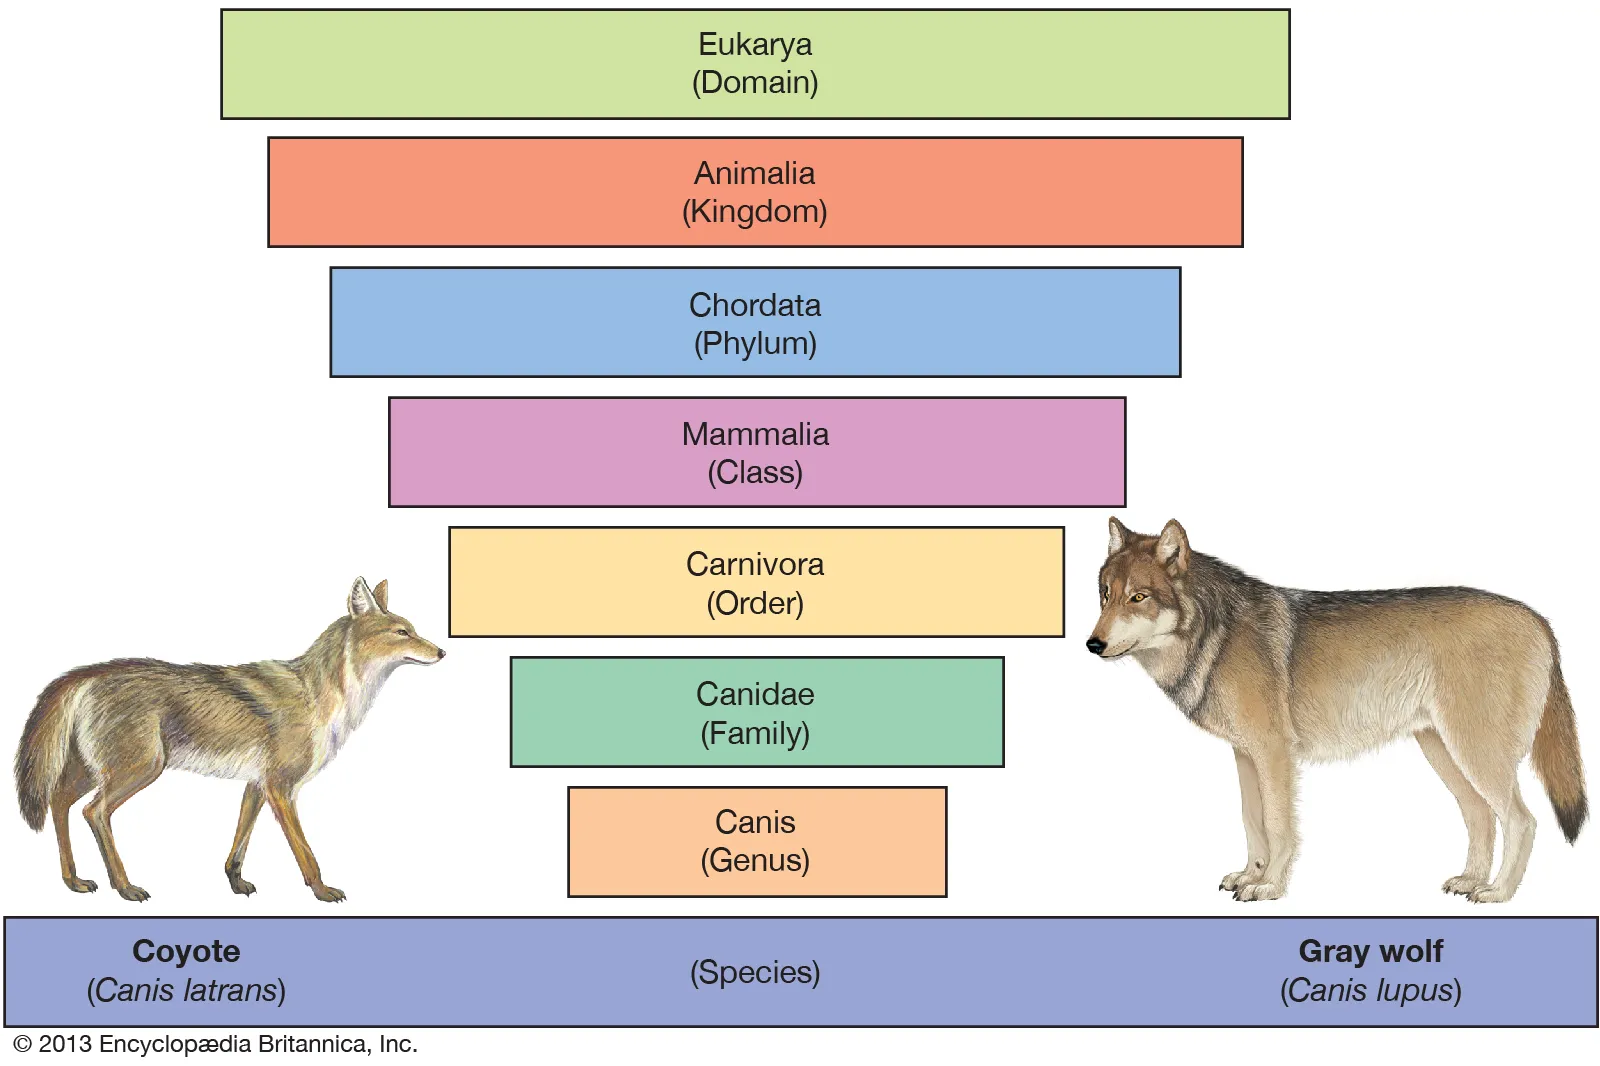 Eukarya
(Domain)
Animalia
(Kingdom)
Chordata
(Phylum)
Mammalia
(Class)
Carnivora
(Order)
Canidae
(Family)
Canis
(Genus)
Coyote
(Canis latrans)
(Species)
Gray wolf
(Canis lupus)
© 2013 Encyclopædia Britannica, Inc.